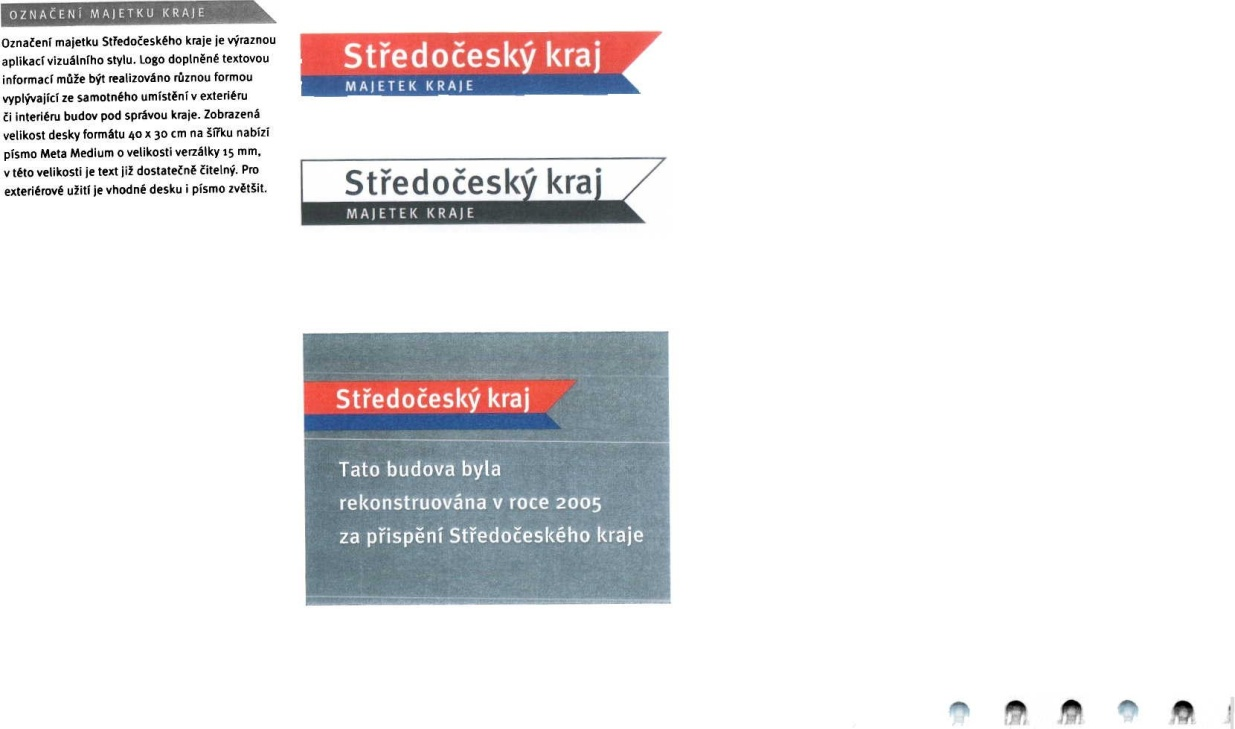 OZNAČENÍ MAJETKU KRAJE
Označení majetku Středočeského kraje je výraznou
aplikací vizuálního stylu. Logo doplněné textovou
informací může být realizováno různou formou
vyplývající ze samotného umístění v exteriéru
či interiéru budov pod správou kraje. Zobrazená
velikost desky formátu 40 x 30 cm na šířku nabízí
písmo Meta Medium o velikosti verzálky 15 mm,
v této velikosti je text již dostatečně čitelný. Pro
exteriérové užití je vhodné desku i písmo zvětšit.
Středočeský kraj
MAJETEK KRAJE
Středočeský kraj
MAJETEK KRAJE
Středočeský kraj
Tato budova byla
rekonstruována v roce 2005
za přispění Středočeského kraje